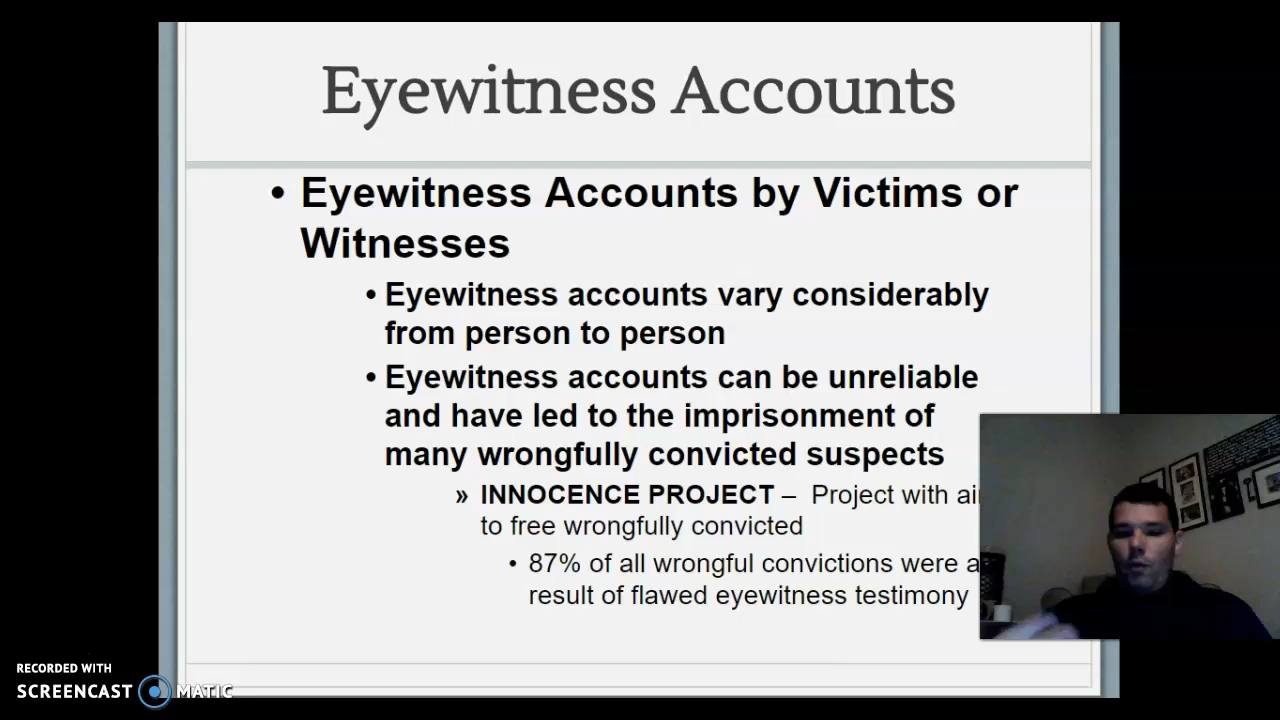 Eyewitness Accounts
• Eyewitness Accounts by Victims or
Witnesses
• Eyewitness accounts vary considerably
from person to person
• Eyewitness accounts can be unreliable
and have led to the imprisonment of
many wrongfully convicted suspects
» INNOCENCE PROJECT – Project with
to free wrongfully convicted
• 87% of all wrongful convictions were a
result of flawed eyewitness testimony
RECORDED WITH
SCREENCAST MATIC